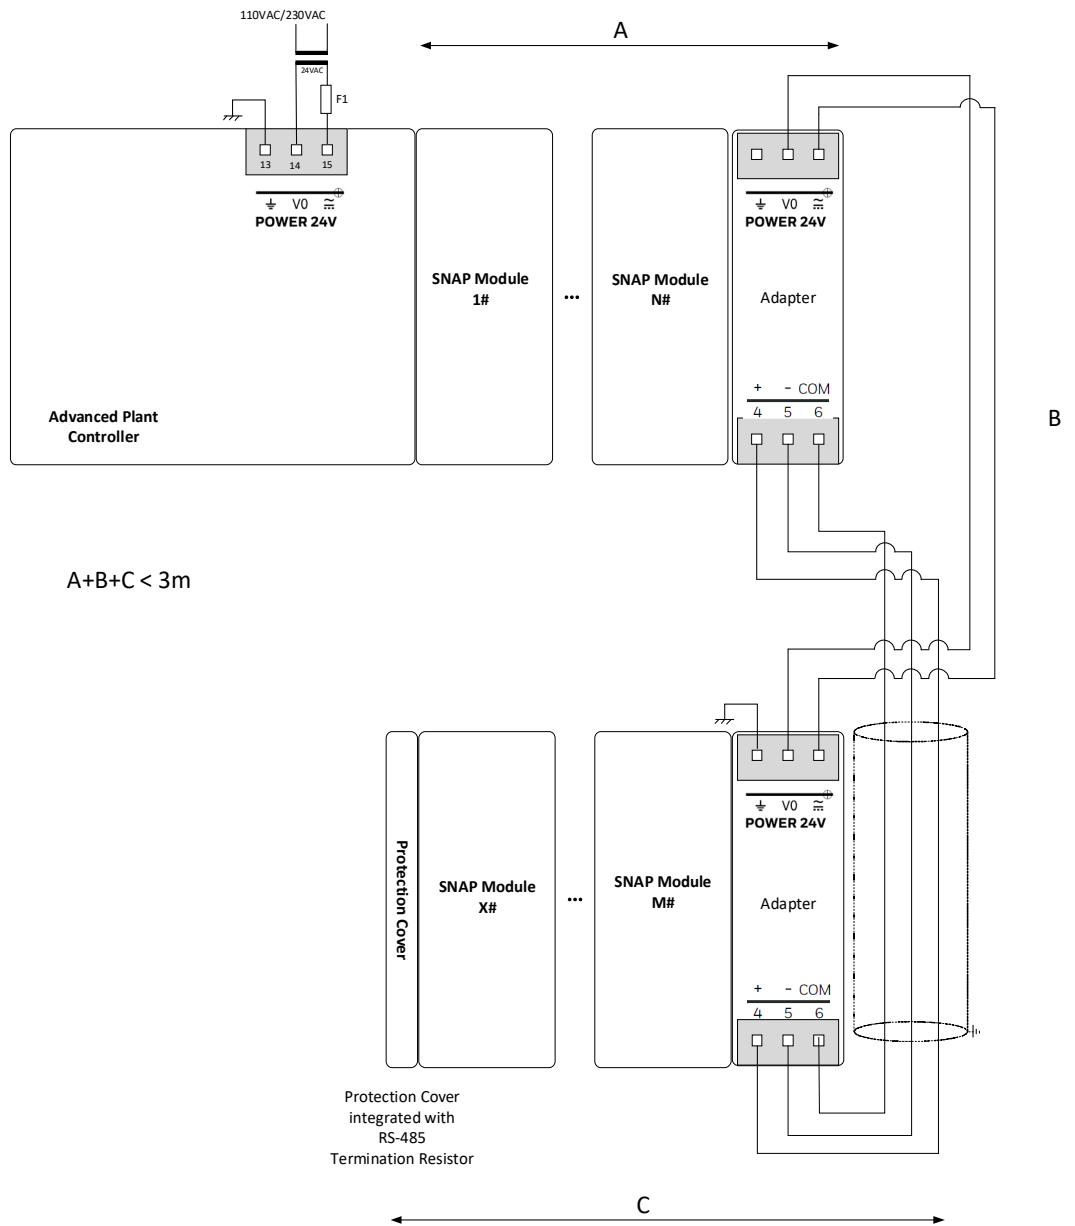 110VAC/230VAC
A
24VAC
F1
13 14 15
V0
POWER 24V
V0
POWER 24V
SNAP Module
1#
...
SNAP Module
N#
Adapter
+ - COM
4 5 6
Advanced Plant
Controller
B
A+B+C < 3m
V0
POWER 24V
Protection Cover
SNAP Module
X#
...
SNAP Module
M#
Adapter
+ - COM
4 5 6
Protection Cover
integrated with
RS-485
Termination Resistor
C